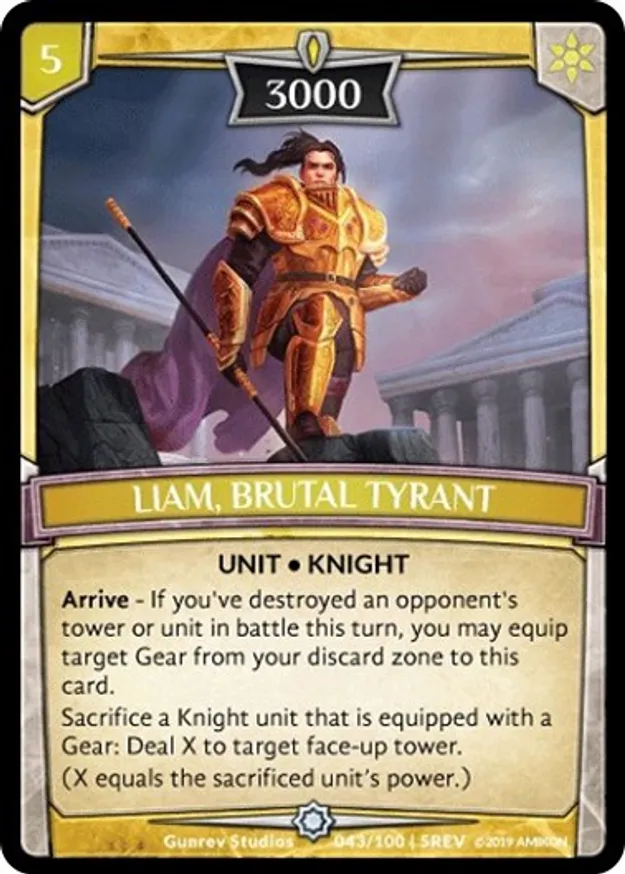 5
3000
LIAM, BRUTAL TYRANT
UNIT • KNIGHT
Arrive - If you've destroyed an opponent's
tower or unit in battle this turn, you may equip
target Gear from your discard zone to this
card.
Sacrifice a Knight unit that is equipped with a
Gear: Deal X to target face-up tower.
(X equals the sacrificed unit's power.)
Gunrev Studios 043/100 | SREV ©2019 AMIKON